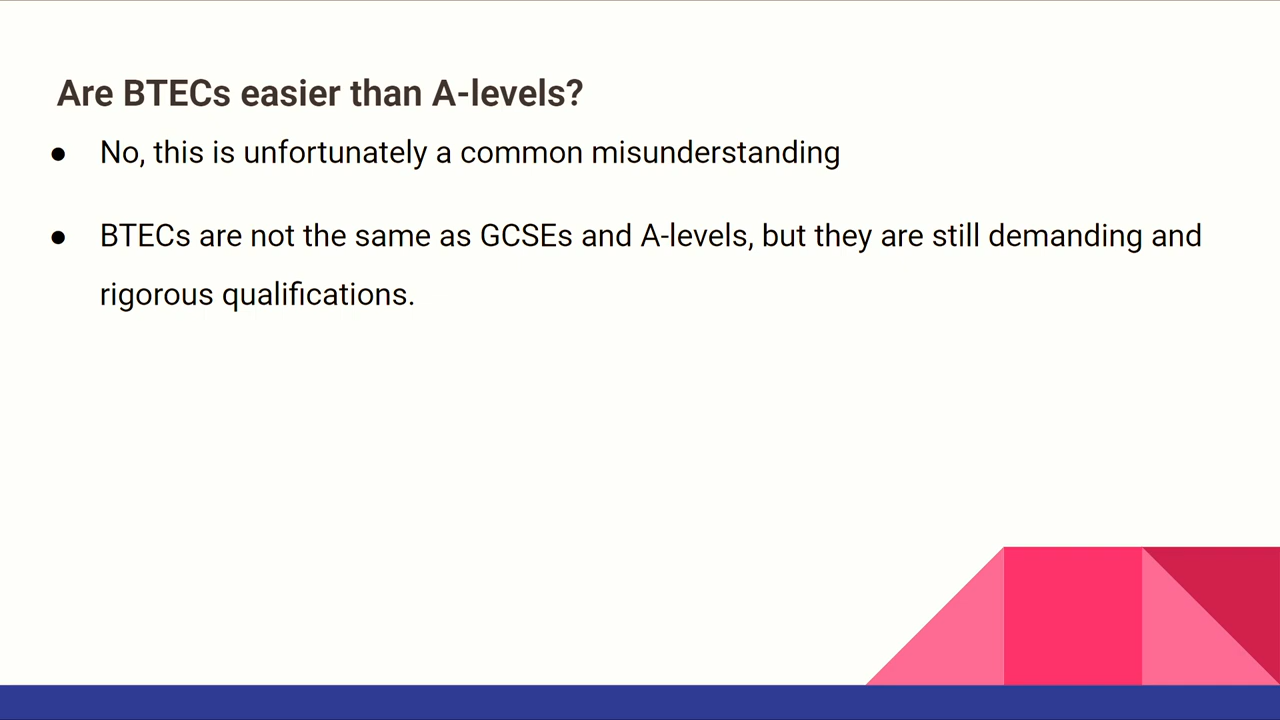 Are BTECs easier than A-levels?
● No, this is unfortunately a common misunderstanding
● BTECs are not the same as GCSEs and A-levels, but they are still demanding and
rigorous qualifications.